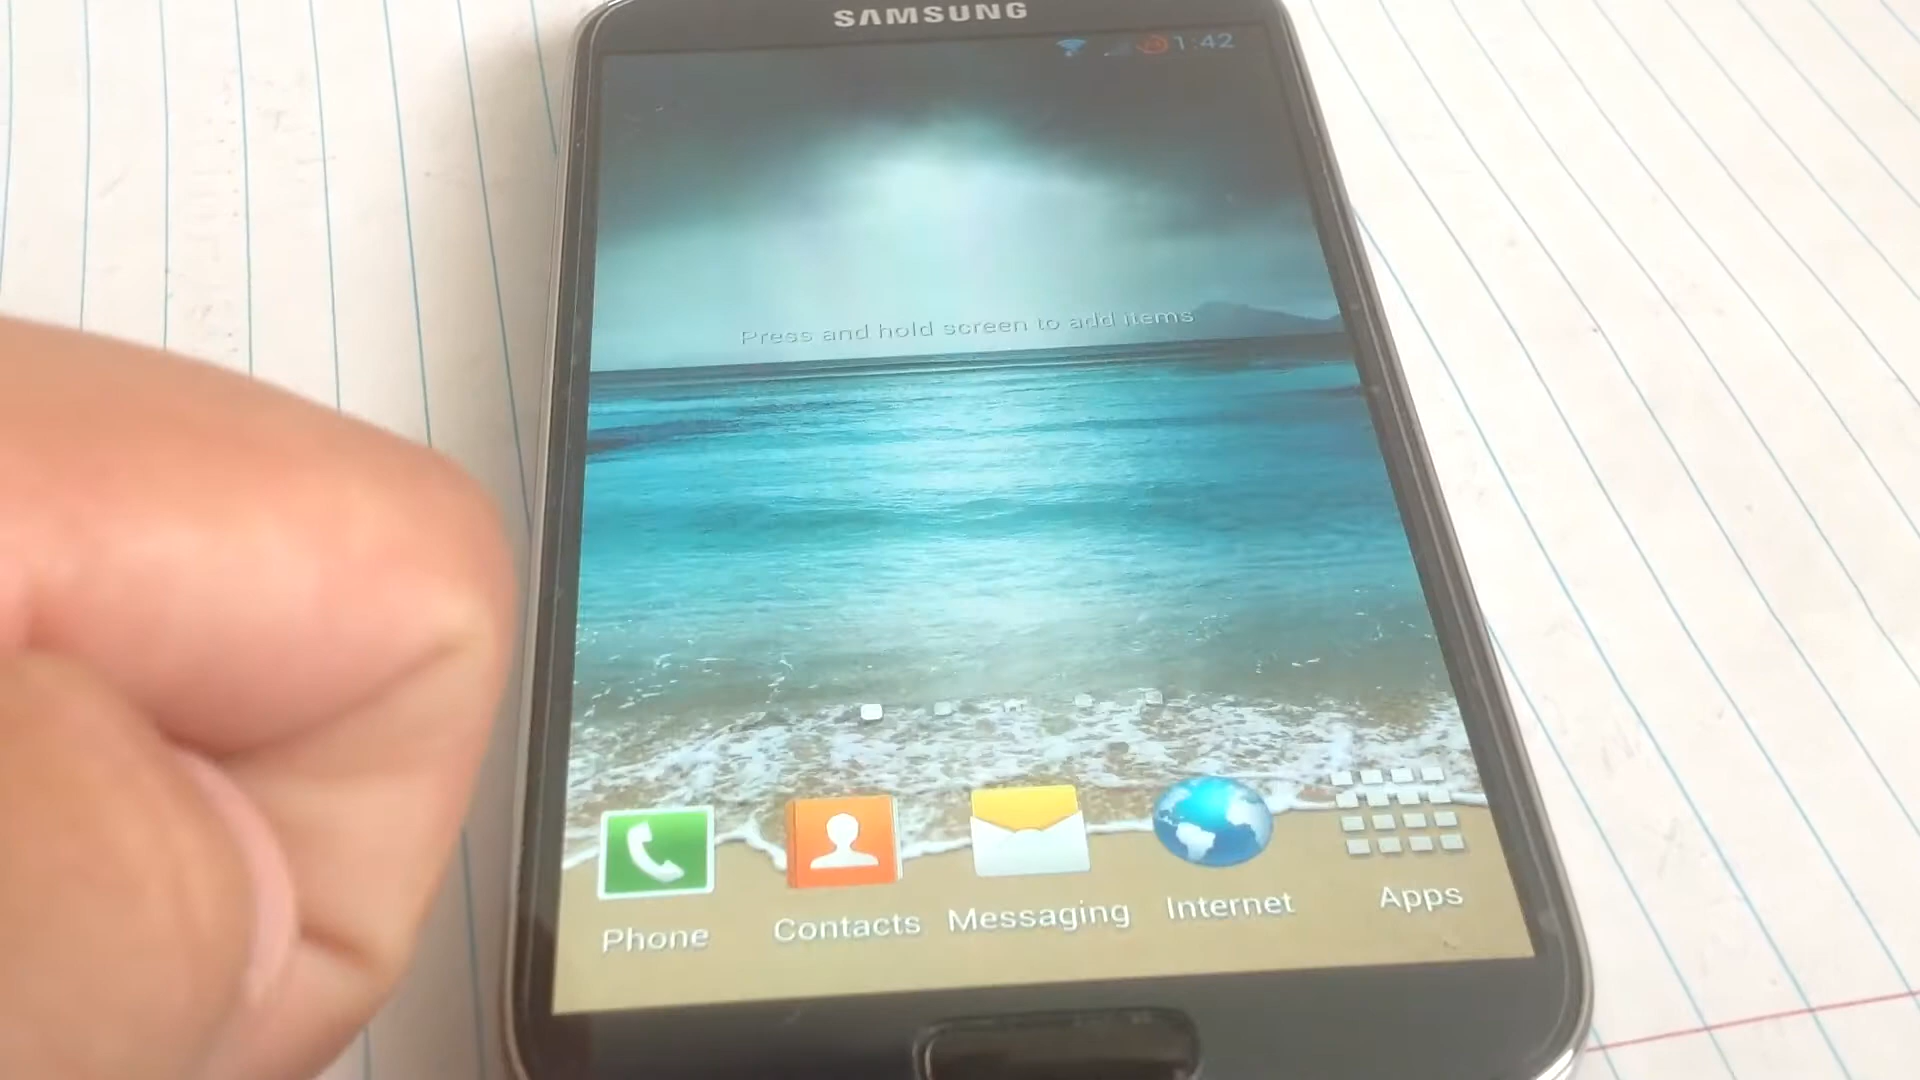 SAMSUNG
1:42
Press and hold screen to add items
Phone Contacts Messaging Internet Apps